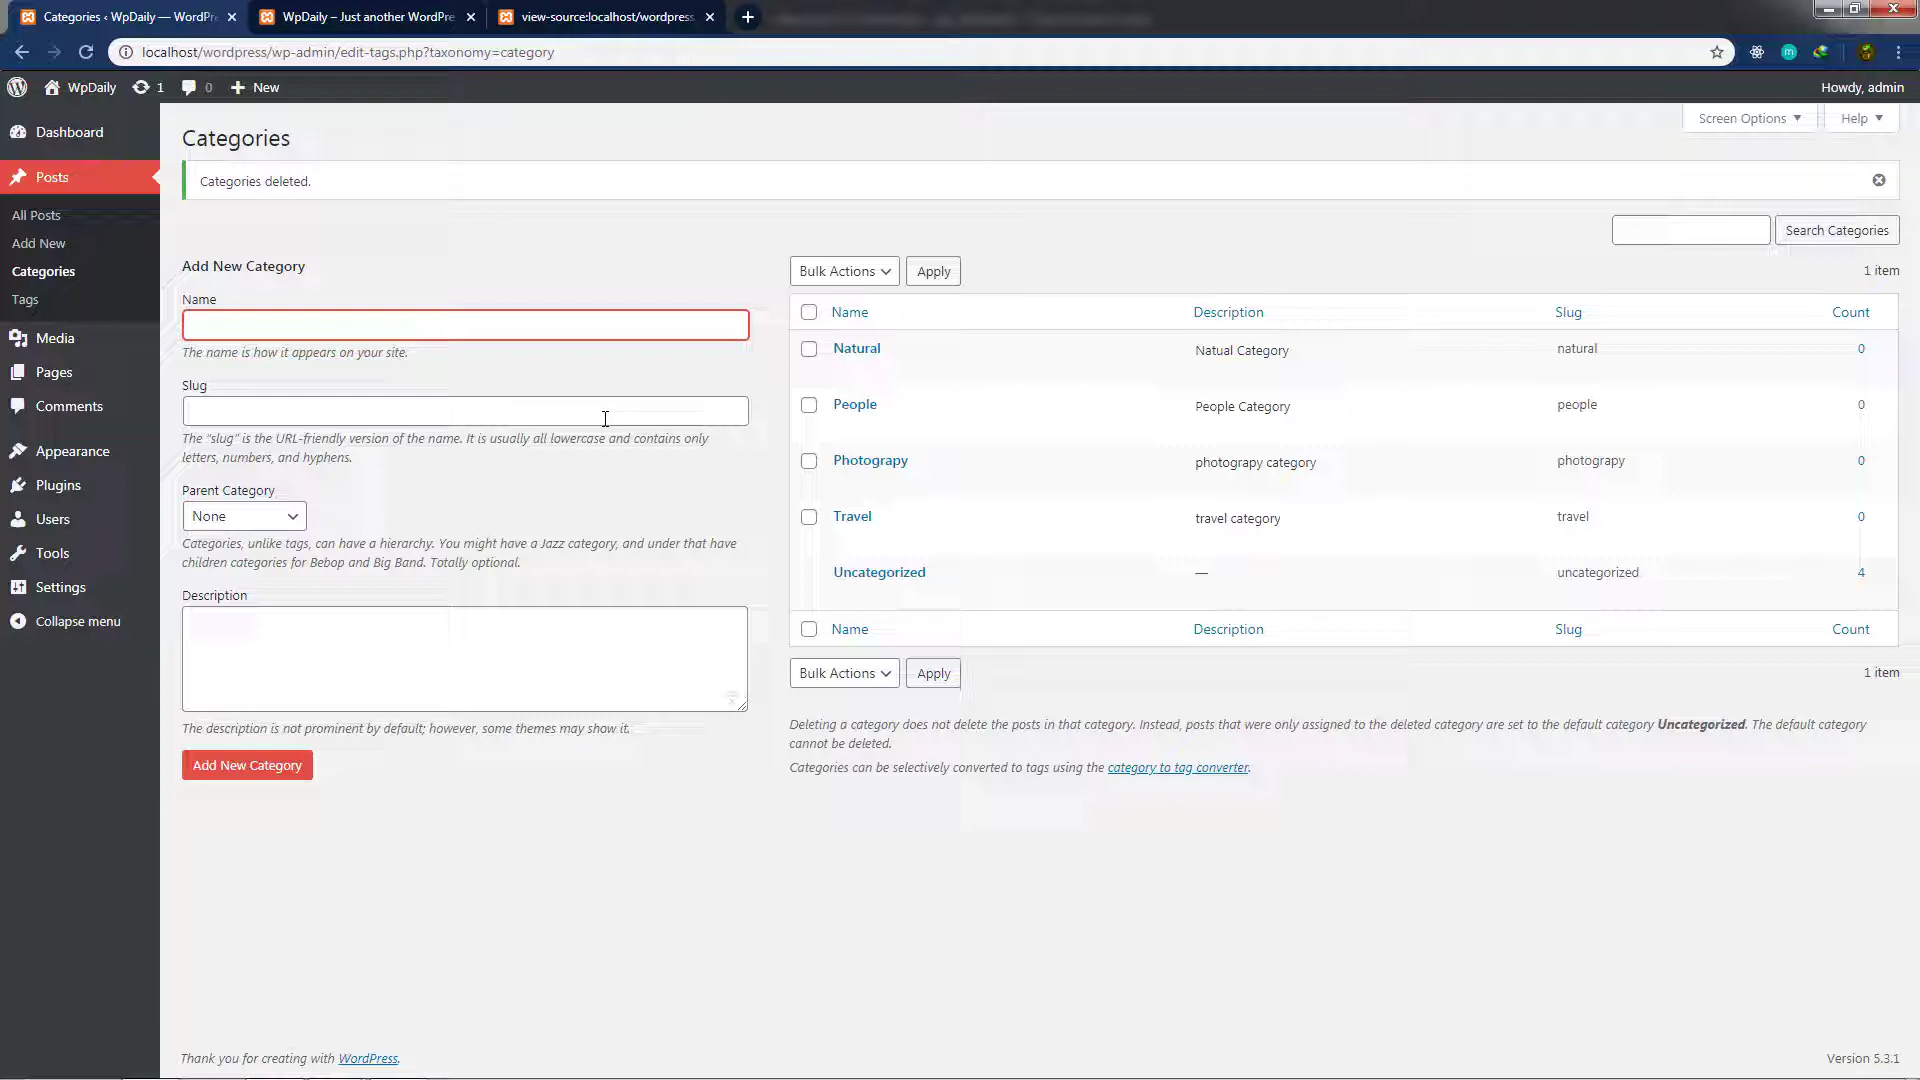 Categories ‹ WpDaily — WordPr
WpDaily – Just another WordPre
view-source:localhost/wordpress
localhost/wordpress/wp-admin/edit-tags.php?taxonomy=category
WpDaily
1
0
New
Howdy, admin
Dashboard
Posts
All Posts
Add New
Categories
Tags
Media
Pages
Comments
Appearance
Plugins
Users
Tools
Settings
Collapse menu
Screen Options
Help
Categories
Categories deleted.
Search Categories
Add New Category
Name
The name is how it appears on your site.
Slug
The “slug” is the URL-friendly version of the name. It is usually all lowercase and contains only
letters, numbers, and hyphens.
Parent Category
None
Categories, unlike tags, can have a hierarchy. You might have a Jazz category, and under that have
children categories for Bebop and Big Band. Totally optional.
Description
The description is not prominent by default; however, some themes may show it.
Add New Category
Bulk Actions
Apply
1 item
Name Description Slug Count
Natural Natual Category natural 0
People People Category people 0
Photograpy photograpy category photograpy 0
Travel travel category travel 0
Uncategorized — uncategorized 4
Name Description Slug Count
Bulk Actions
Apply
1 item
Deleting a category does not delete the posts in that category. Instead, posts that were only assigned to the deleted category are set to the default category Uncategorized. The default category
cannot be deleted.
Categories can be selectively converted to tags using the category to tag converter.
Thank you for creating with WordPress.
Version 5.3.1